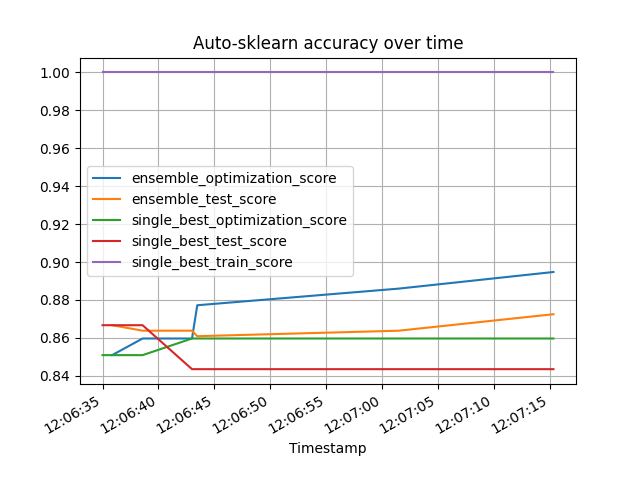 Auto-sklearn accuracy over time
1.00
0.98
0.96
0.94
0.92
0.90
0.88
0.86
0.84
ensemble_optimization_score
ensemble_test_score
single_best_optimization_score
single_best_test_score
single_best_train_score
12:06:35
12:06:40
12:06:45
12:06:50
12:06:55
12:07:00
12:07:05
12:07:10
12:07:15
Timestamp